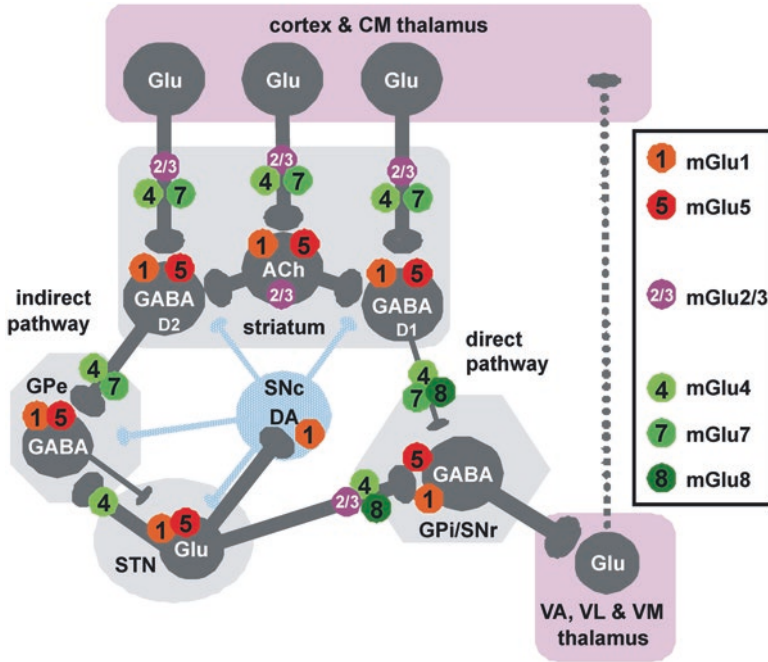 cortex & CM thalamus
Glu Glu Glu
2/3 2/3 2/3
4 7 4 7 4 7
1 5 1 5 1 5
GABA ACh GABA
D2 2/3 D1
striatum
indirect
pathway
direct
pathway
4
7
4
7 8
GPe
1 5
GABA
SNc
DA
1
5
GABA
1
4
2/3
8
GPi/SNr
4
1 5
Glu
STN
Glu
VA, VL & VM
thalamus
1 mGlu1
5 mGlu5
2/3 mGlu2/3
4 mGlu4
7 mGlu7
8 mGlu8